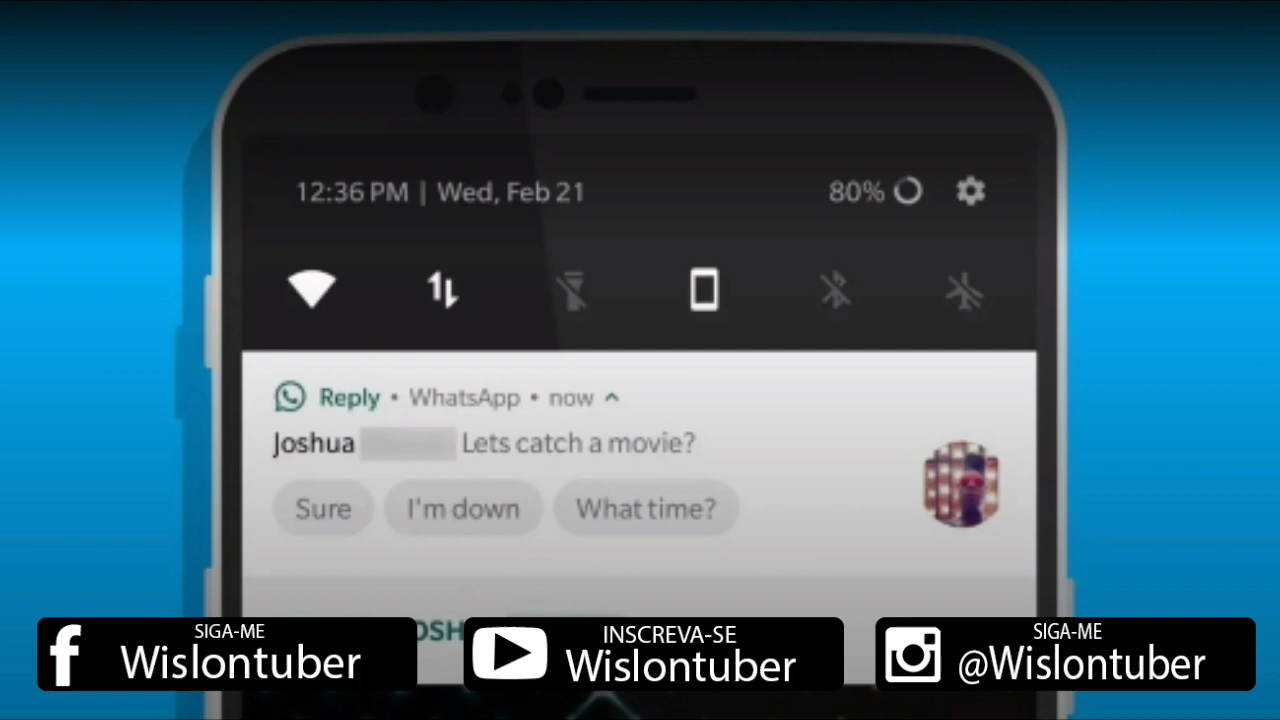 12:36 PM | Wed, Feb 21 80%
Reply • WhatsApp • now
Joshua Lets catch a movie?
Sure I'm down What time?
SIGA-ME
Wislontuber
INSCREVA-SE
Wislontuber
SIGA-ME
@Wislontuber